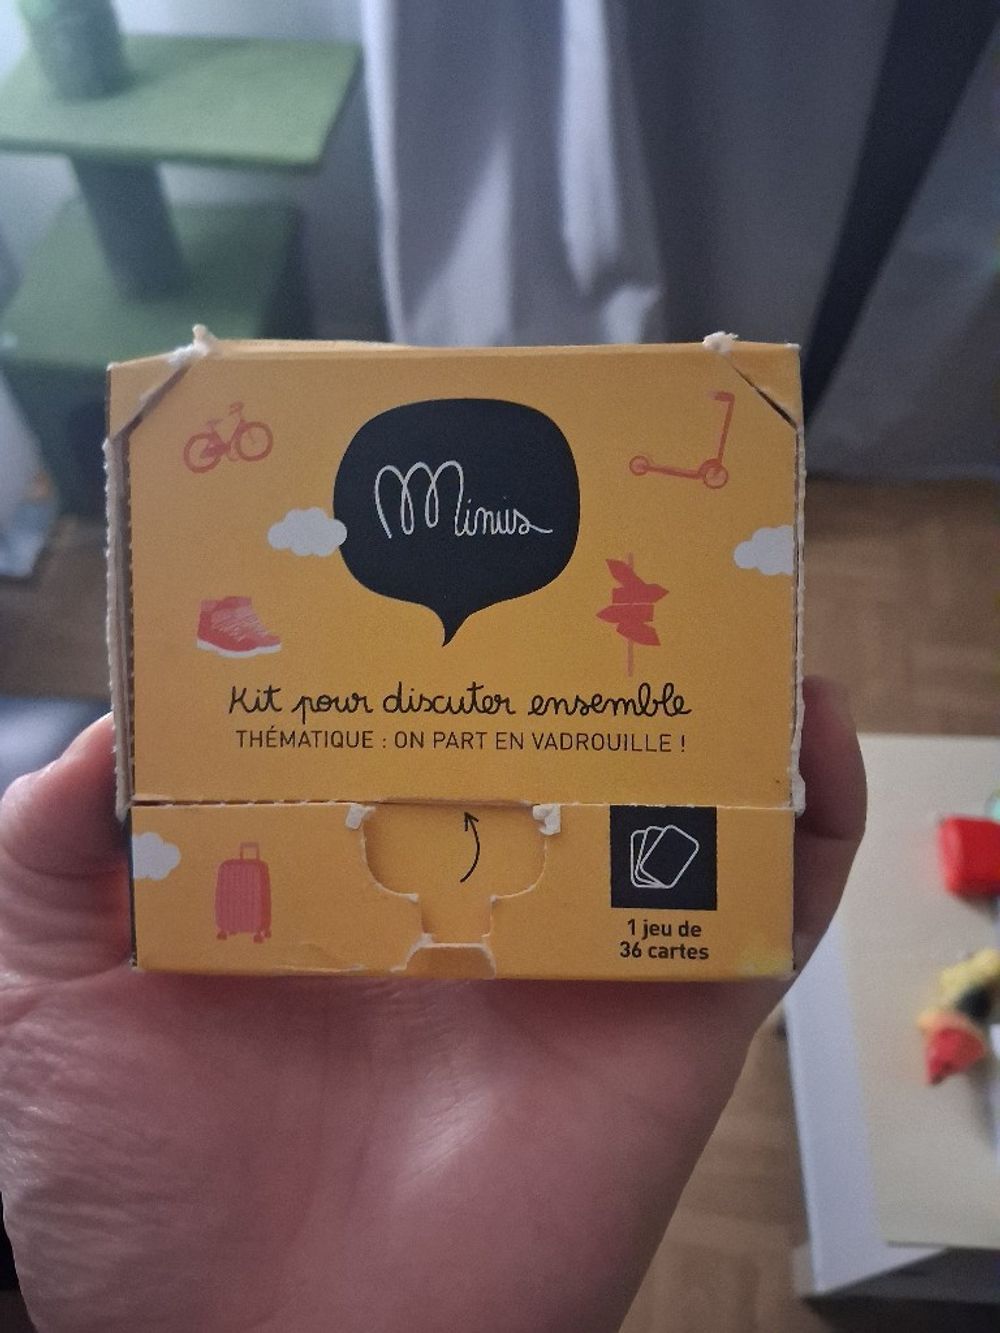 Minus
Kit pour discuter ensemble
THÉMATIQUE : ON PART EN VADROUILLE !
1 jeu de
36 cartes